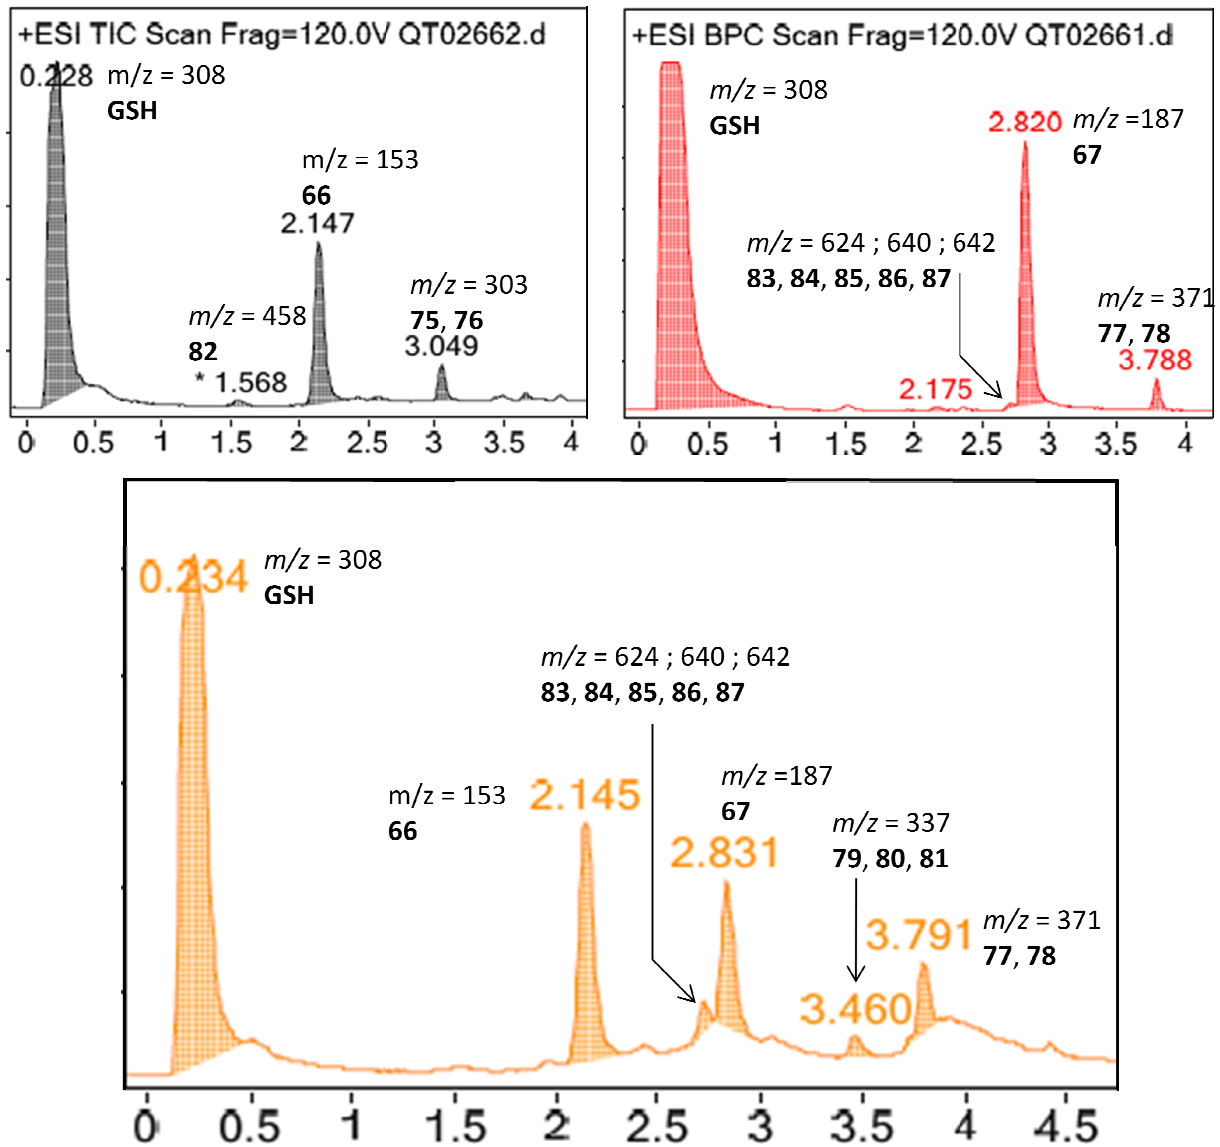 +ESI TIC Scan Frag=120.0V QT02662.d
0.228
m/z = 308
GSH
m/z = 153
66
2.147
m/z = 303
75, 76
3.049
m/z = 458
82
* 1.568
0 0.5 1 1.5 2 2.5 3 3.5 4
+ESI BPC Scan Frag=120.0V QT02661.d
m/z = 308
GSH
2.820
m/z =187
67
m/z = 624 ; 640 ; 642
83, 84, 85, 86, 87
m/z = 371
77, 78
3.788
2.175
0 0.5 1 1.5 2 2.5 3 3.5 4
0.234
m/z = 308
GSH
m/z = 624 ; 640 ; 642
83, 84, 85, 86, 87
m/z = 153
66
2.145
m/z =187
67
2.831
m/z = 337
79, 80, 81
3.460
3.791
m/z = 371
77, 78
0 0.5 1 1.5 2 2.5 3 3.5 4 4.5